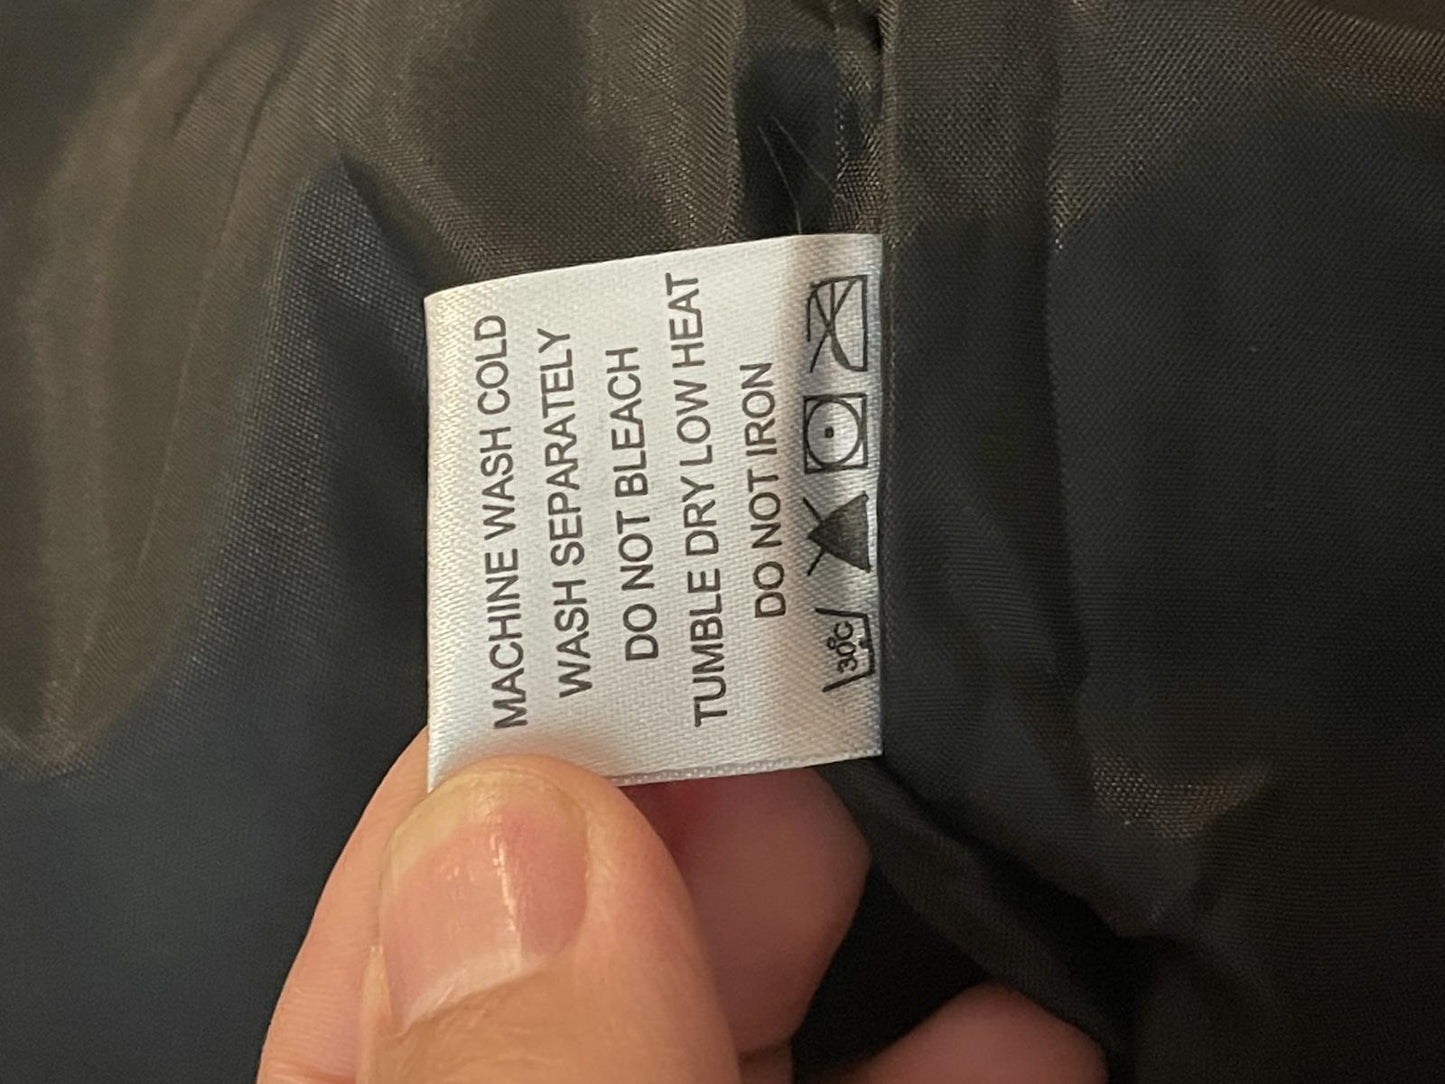 MACHINE WASH COLD
WASH SEPARATELY
DO NOT BLEACH
TUMBLE DRY LOW HEAT
DO NOT IRON
30°C